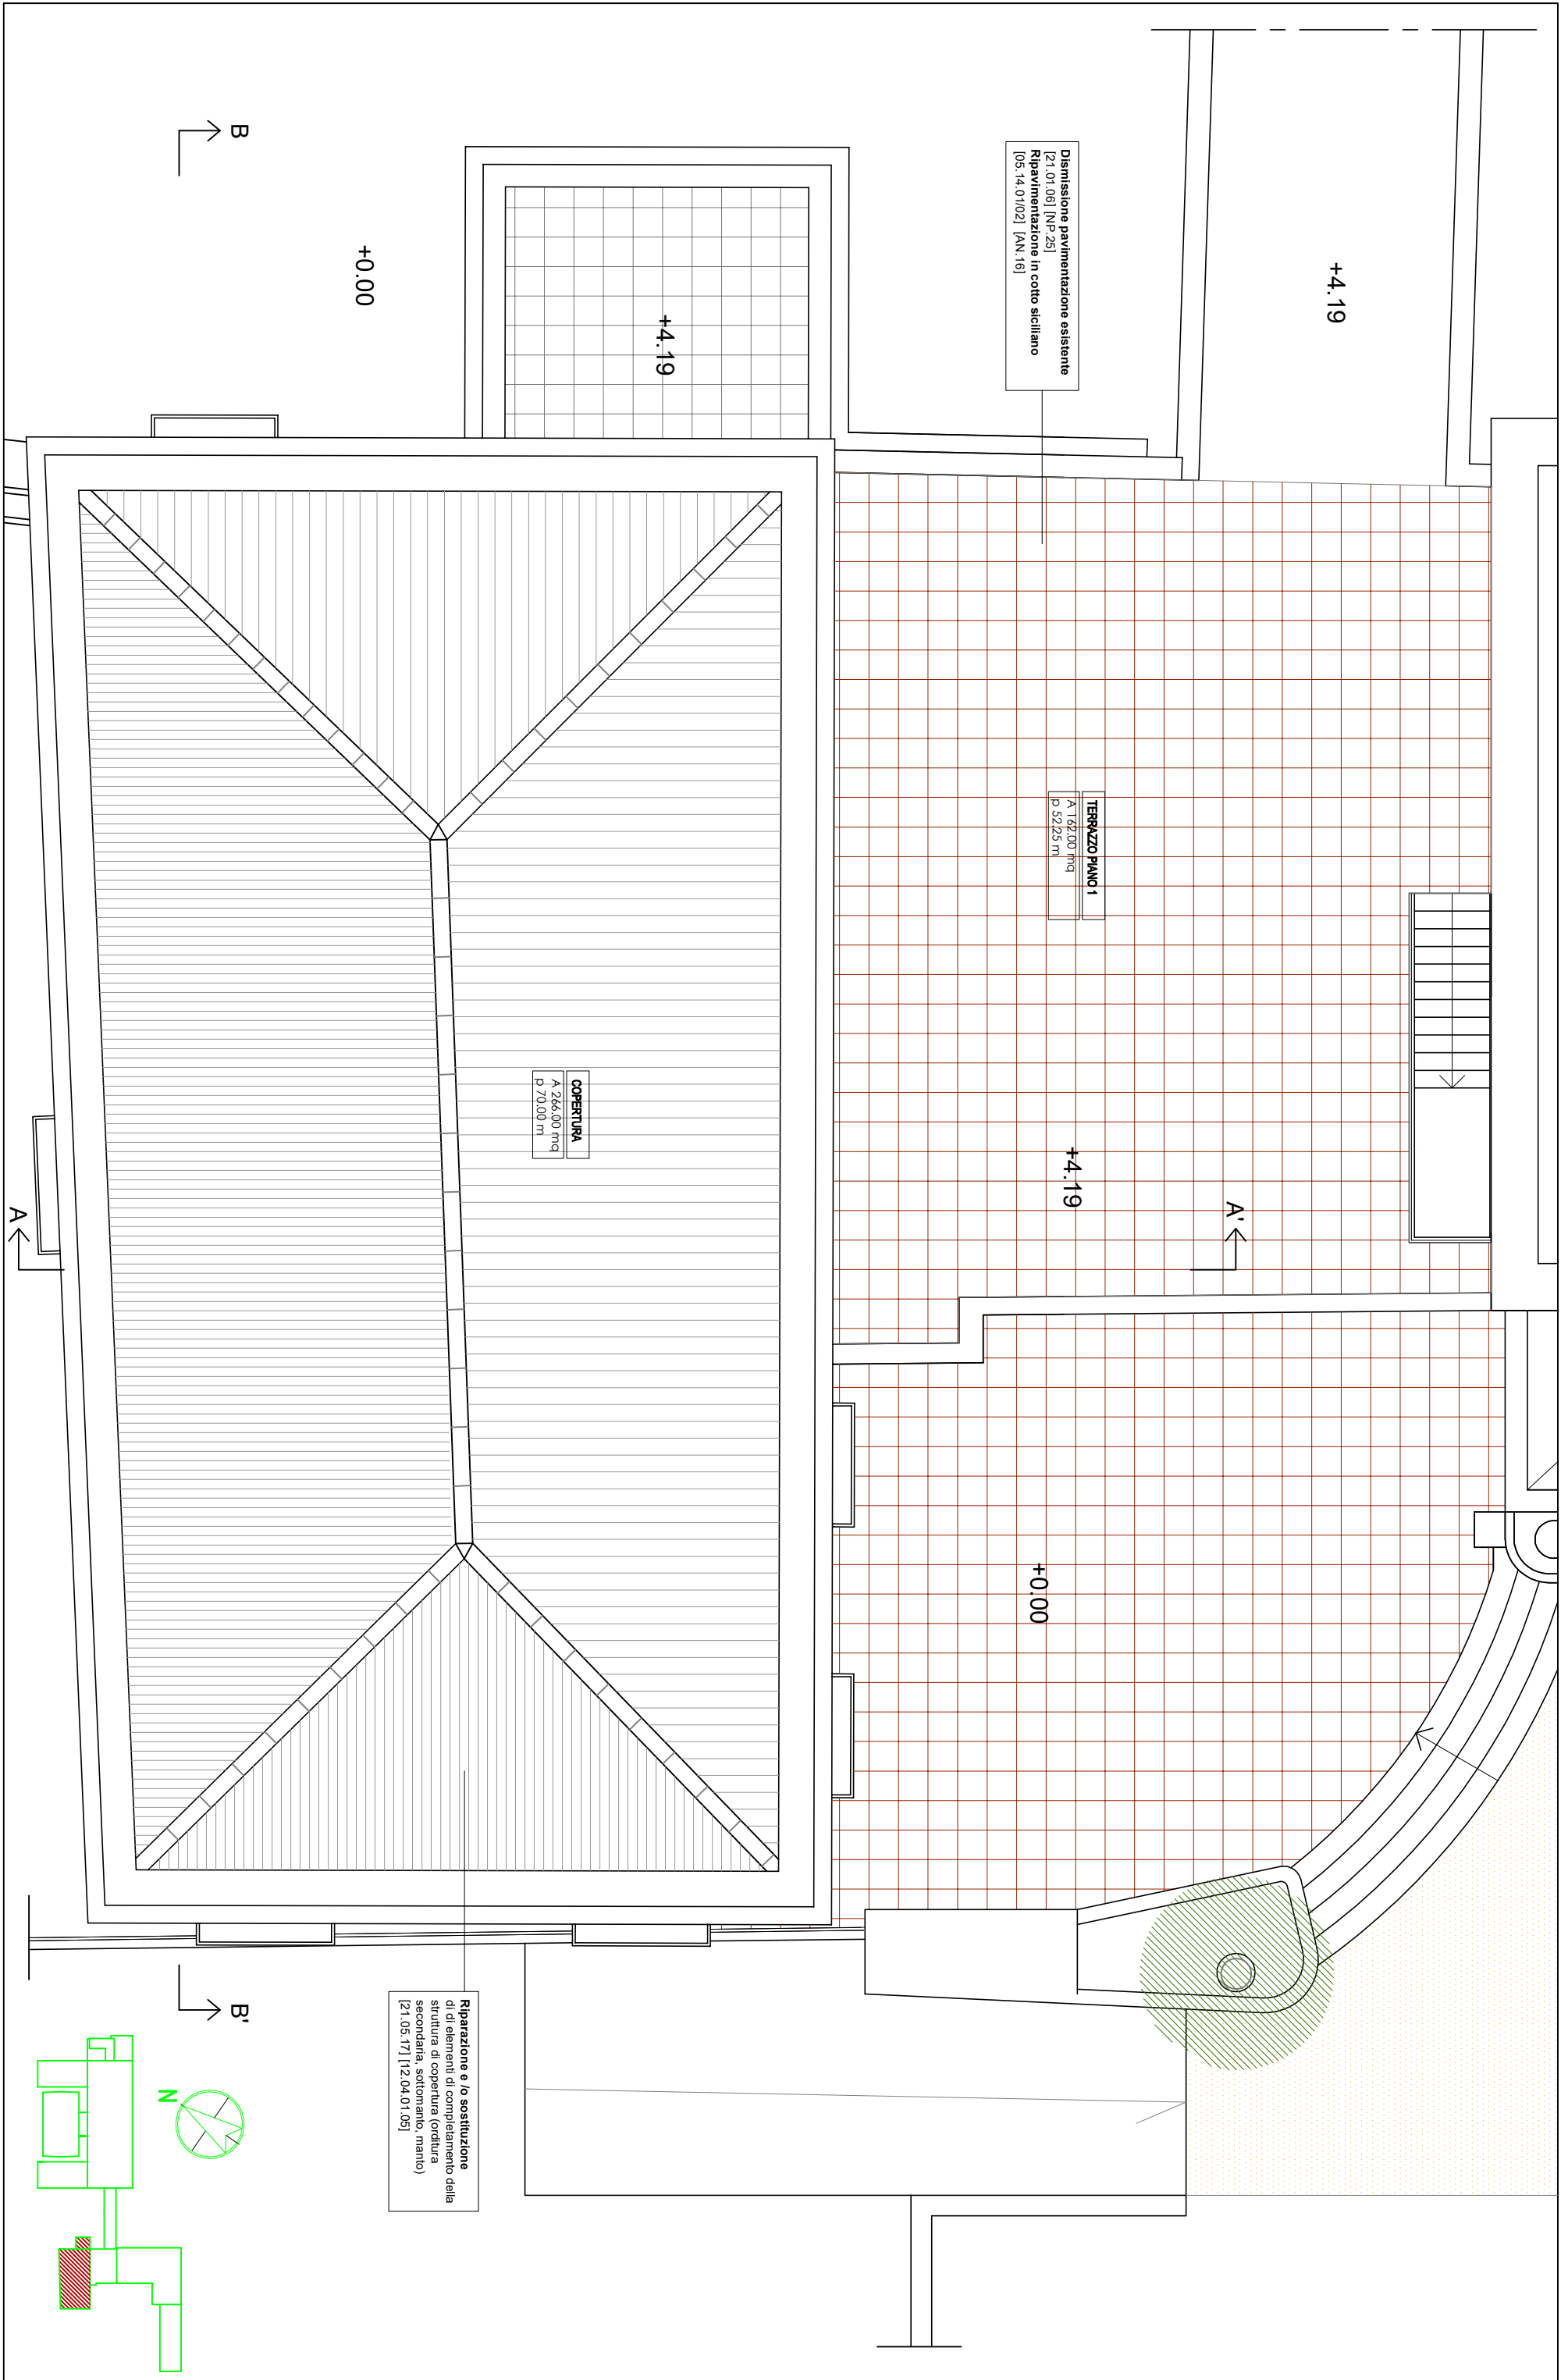 B
+0.00
+4.19
Dismissione pavimentazione esistente
[21.01.06] [NP.25]
Ripavimentazione in cotto siciliano
[05.14.01/02] [AN.16]
+4.19
TERRAZZO PIANO 1
A 162.00 mq
p 52.25 m
COPERTURA
A 266.00 mq
p 70.00 m
+4.19
A'
A
+0.00
B'
Riparazione e /o sostituzione
di di elementi di completamento della
struttura di copertura (orditura
secondaria, sottomanto, manto)
[21.05.17] [12.04.01.05]
N